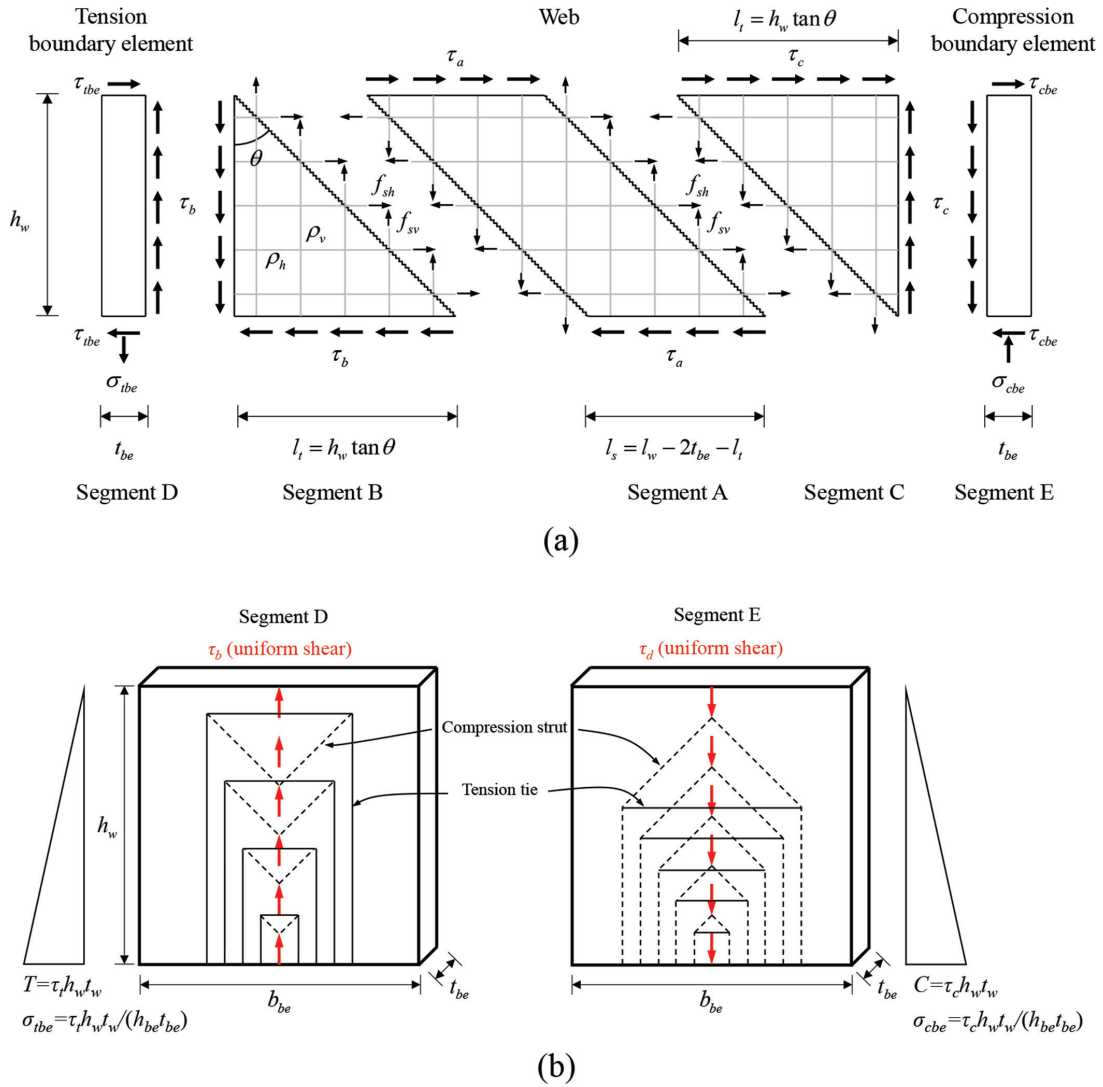 Tension
boundary element
Web
l_t = h_w tan θ
Compression
boundary element
τ_tbe
τ_a
τ_c
τ_cbe
θ
h_w
τ_b
f_sh
f_sv
ρ_v
ρ_h
f_sh
f_sv
τ_c
τ_tbe
σ_tbe
τ_b
τ_a
τ_cbe
σ_cbe
t_be
l_t = h_w tan θ
l_s = l_w − 2t_be − l_t
t_be
Segment D
Segment B
Segment A
Segment C
Segment E
(a)
Segment D
τ_b (uniform shear)
Segment E
τ_d (uniform shear)
Compression strut
Tension tie
h_w
T=τ_t h_w t_w
σ_tbe=τ_t h_w t_w/(h_be t_be)
b_be
t_be
b_be
t_be
C=τ_c h_w t_w
σ_cbe=τ_c h_w t_w/(h_be t_be)
(b)